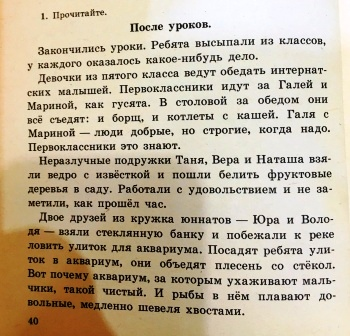 1. Прочитайте.
После уроков.
Закончились уроки. Ребята высыпали из классов,
у каждого оказалось какое-нибудь дело.
Девочки из пятого класса ведут обедать интернат-
ских малышей. Первоклассники идут за Галей и
Мариной, как гусята. В столовой за обедом они
всё съедят: и борщ, и котлеты с кашей. Галя с
Мариной — люди добрые, но строгие, когда надо.
Первоклассники это знают.
Неразлучные подружки Таня, Вера и Наташа взя-
ли ведро с извёсткой и пошли белить фруктовые
деревья в саду. Работали с удовольствием и не за-
метили, как прошёл час.
Двое друзей из кружка юннатов — Юра и Воло-
дя — взяли стеклянную банку и побежали к реке
ловить улиток для аквариума. Посадят ребята ули-
ток в аквариум, они объедят плесень со стёкол.
Вот почему аквариум, за которым ухаживают маль-
чики, такой чистый. И рыбы в нём плавают до-
вольные, медленно шевеля хвостами.
40